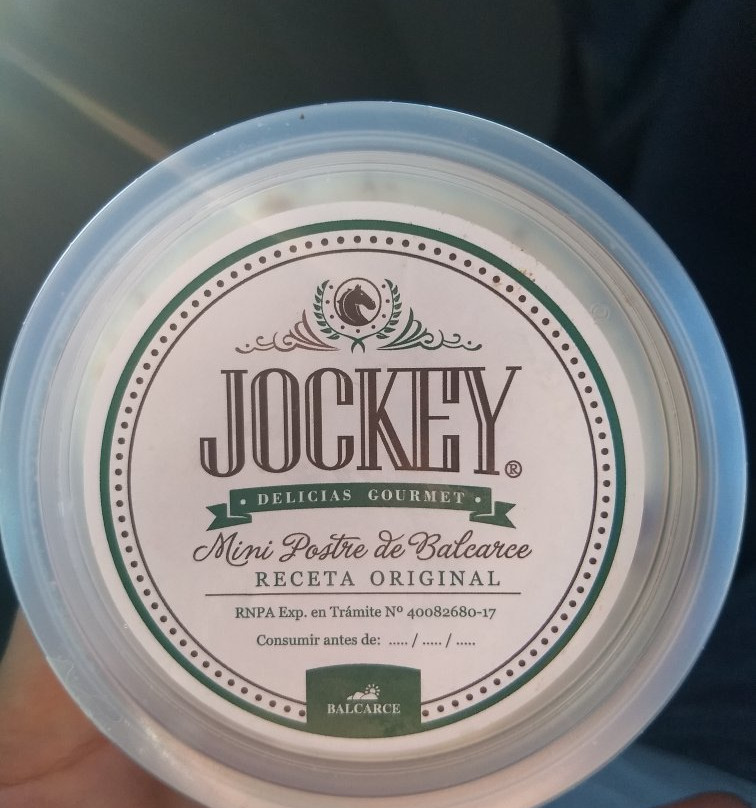 JOCKEY®
• DELICIAS GOURMET •
Mini Postre de Balcarce
RECETA ORIGINAL
RNPA Exp. en Trámite Nº 40082680-17
Consumir antes de: ..... / ..... / .....
BALCARCE